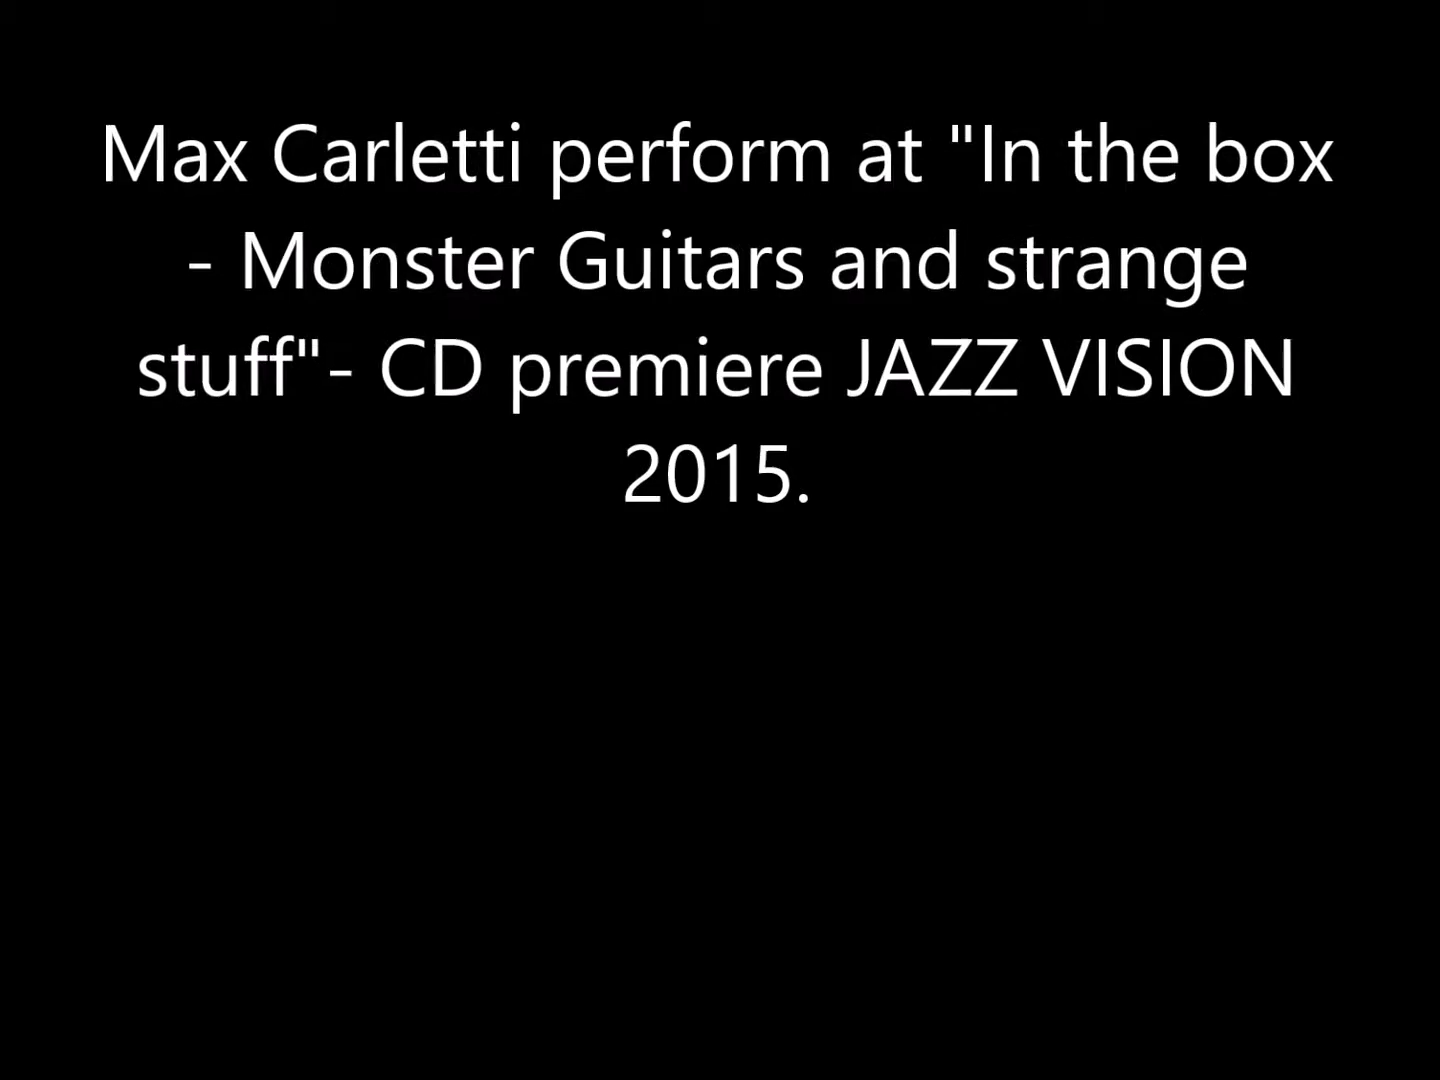 Max Carletti perform at "In the box
- Monster Guitars and strange
stuff"- CD premiere JAZZ VISION
2015.